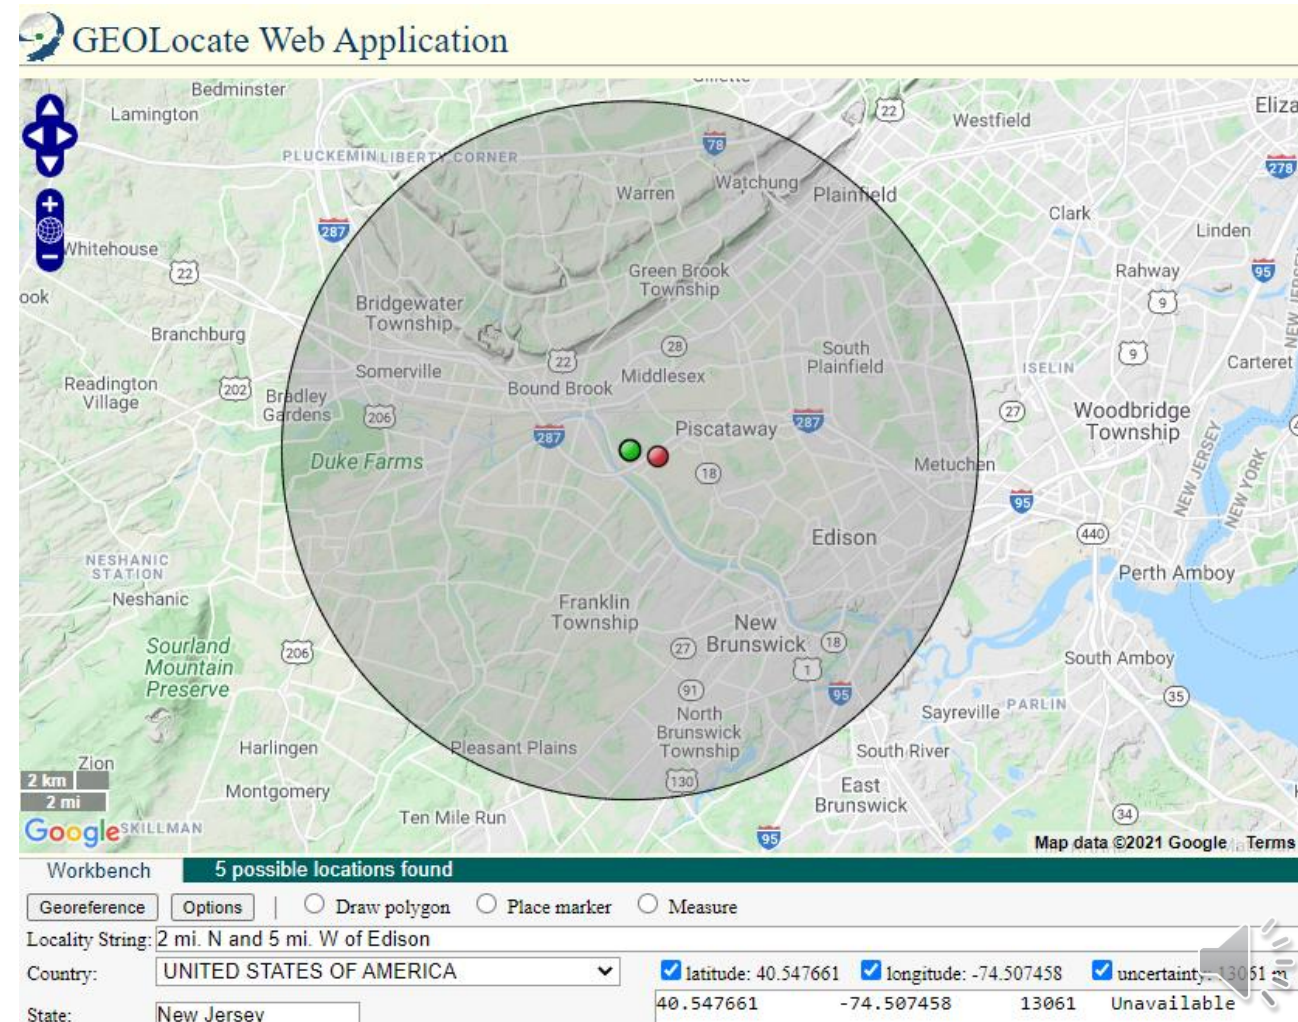 GEOLocate Web Application
Bedminster
Lamington
22
Westfield
PLUCKEMIN
LIBERTY CORNER
78
278
Warren
Watchung
Plainfield
Clark
287
Linden
Whitehouse
22
Green Brook
Township
Rahway
95
9
Bridgewater
Township
Branchburg
28
South
Plainfield
9
22
Somerville
Bound Brook
Middlesex
ISELIN
Carteret
Readington
Village
202
Bradley
Gardens
206
27
Woodbridge
Township
287
Piscataway
287
Duke Farms
18
Metuchen
NEW JERSEY
NEW YORK
95
Edison
440
NESHANIC
STATION
Perth Amboy
Neshanic
Franklin
Township
New
Brunswick
27
18
1
Sourland
Mountain
Preserve
206
South Amboy
91
95
35
North
Brunswick
Township
Sayreville
PARLIN
Harlingen
Pleasant Plains
South River
Zion
130
2 km
Montgomery
East
Brunswick
2 mi
Ten Mile Run
34
Google
SKILLMAN
95
Map data ©2021 Google
Terms
Workbench 5 possible locations found
Georeference Options | Draw polygon Place marker Measure
Locality String: 2 mi. N and 5 mi. W of Edison
Country: UNITED STATES OF AMERICA latitude: 40.547661 longitude: -74.507458 uncertainty: 13061 m
State: New Jersey 40.547661 -74.507458 13061 Unavailable